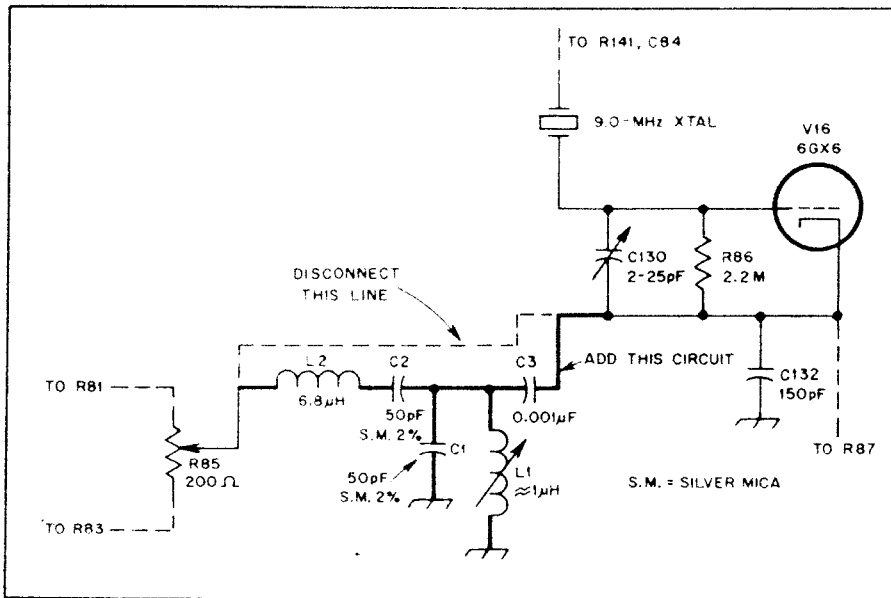 TO R141, C84
9.0-MHz XTAL
V16
6GX6
C130
2-25pF
R86
2.2M
DISCONNECT
THIS LINE
L2
6.8µH
C2
50pF
S.M. 2%
C3
0.001µF
ADD THIS CIRCUIT
C132
150pF
TO R81
R85
200Ω
C1
50pF
S.M. 2%
L1
≈1µH
TO R87
S.M. = SILVER MICA
TO R83